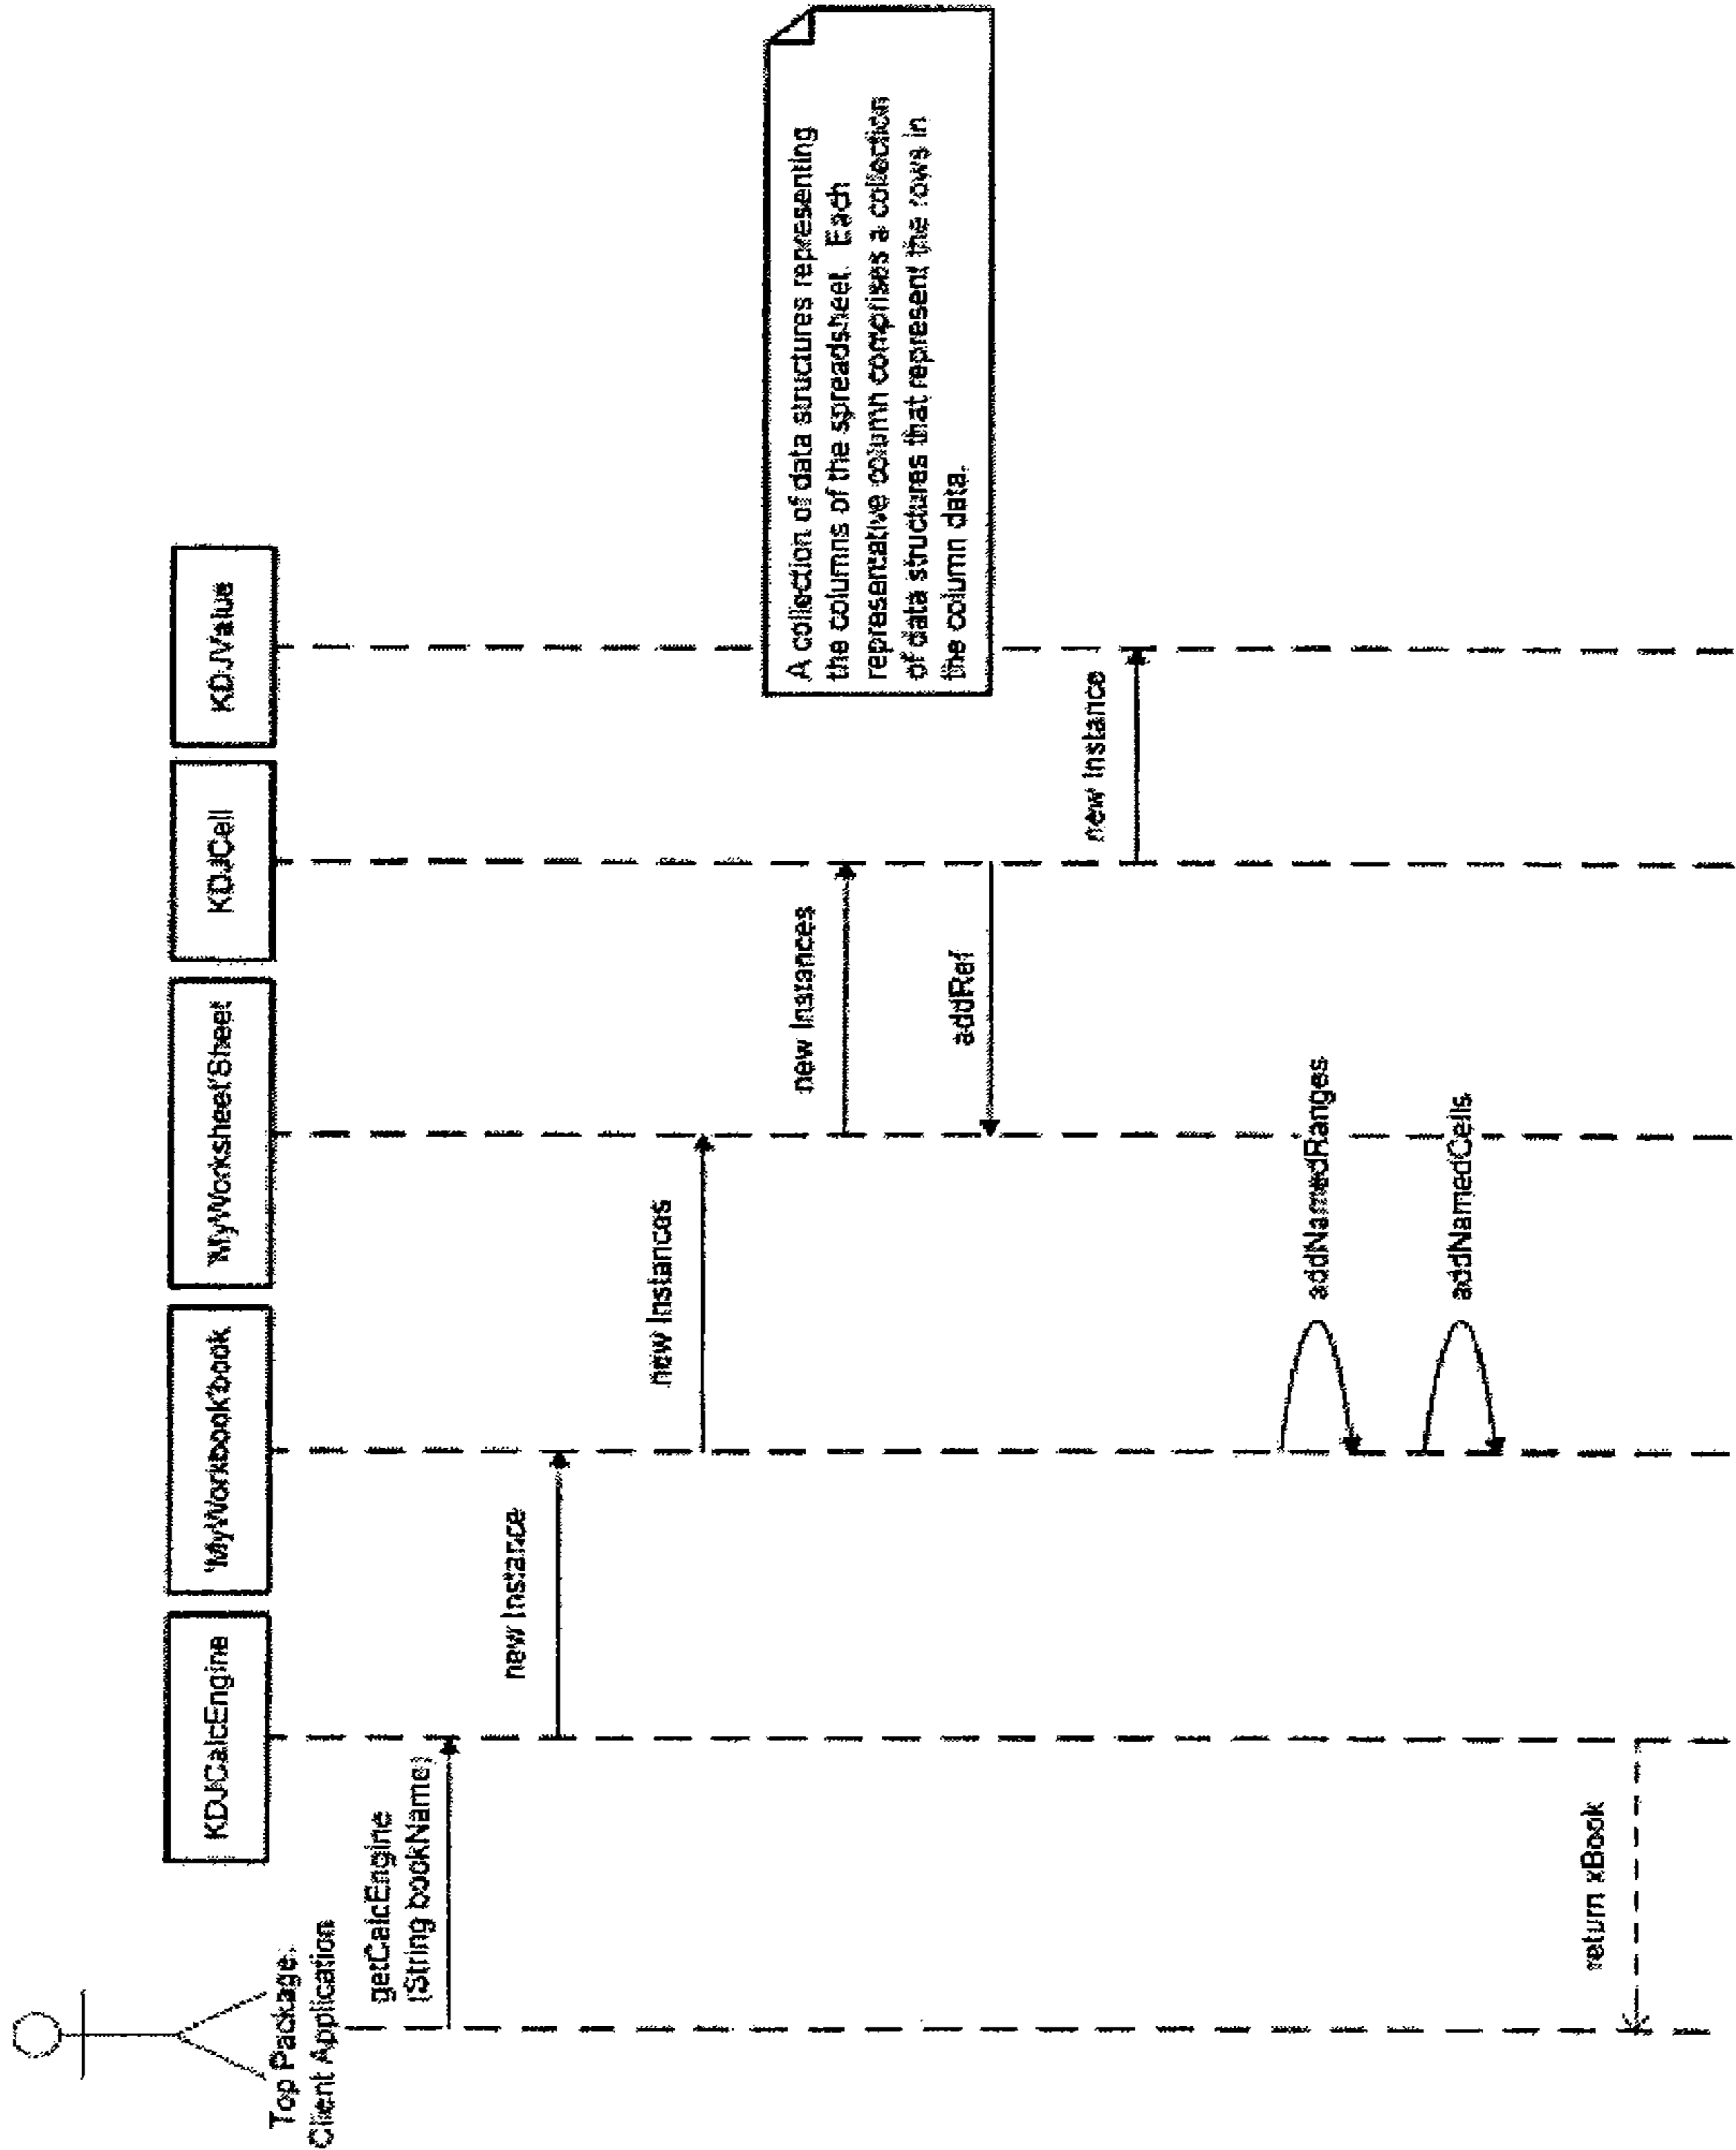 Top Package.
Client Application
KDJCalcEngine
'MyWorkbook'book
'MyWorksheet'Sheet
KDJCell
KDJValue
getCalcEngine
(String bookName)
new Instance
new Instances
A collection of data structures representing
the columns of the spreadsheet. Each
representative column comprises a collection
of data structures that represent the rows in
the column data.
new Instances
addRef
new Instance
addNamedRanges
addNamedCells
return xBook